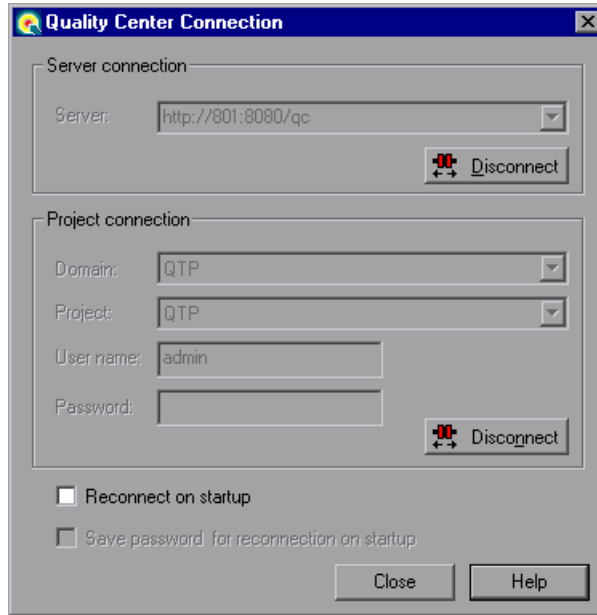 Quality Center Connection
Server connection
Server: http://801:8080/qc
Disconnect
Project connection
Domain: QTP
Project: QTP
User name: admin
Password:
Disconnect
Reconnect on startup
Save password for reconnection on startup
Close Help